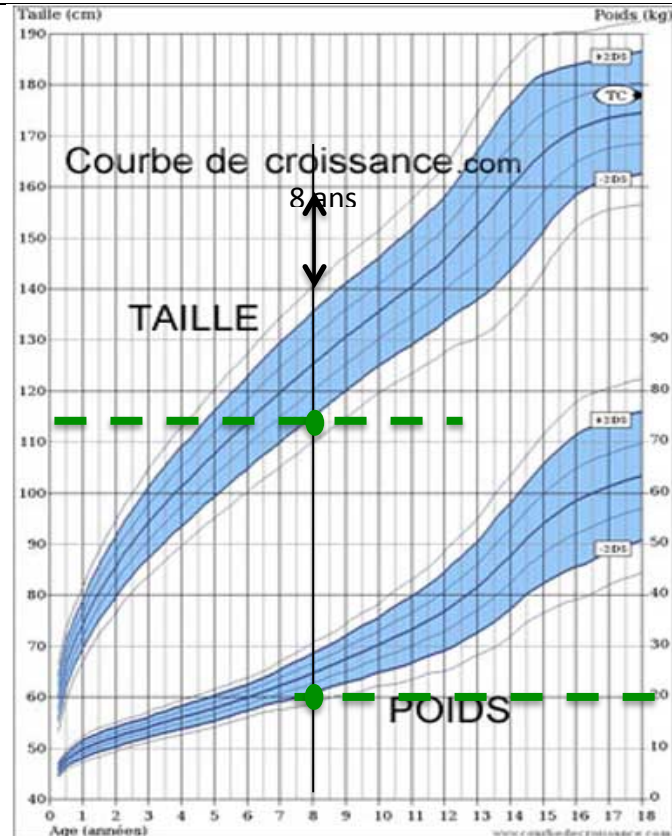 Taille (cm) Poids (kg)
190
180
170
160
150
140
130
120
110
100
90
80
70
60
50
40
+2DS
TC
-2DS
Courbe de croissance.com
8 ans
TAILLE
90
80
70
60
50
40
30
20
10
0
+2DS
-2DS
POIDS
0 1 2 3 4 5 6 7 8 9 10 11 12 13 14 15 16 17 18
Age (années) www.courbedecroissance.com